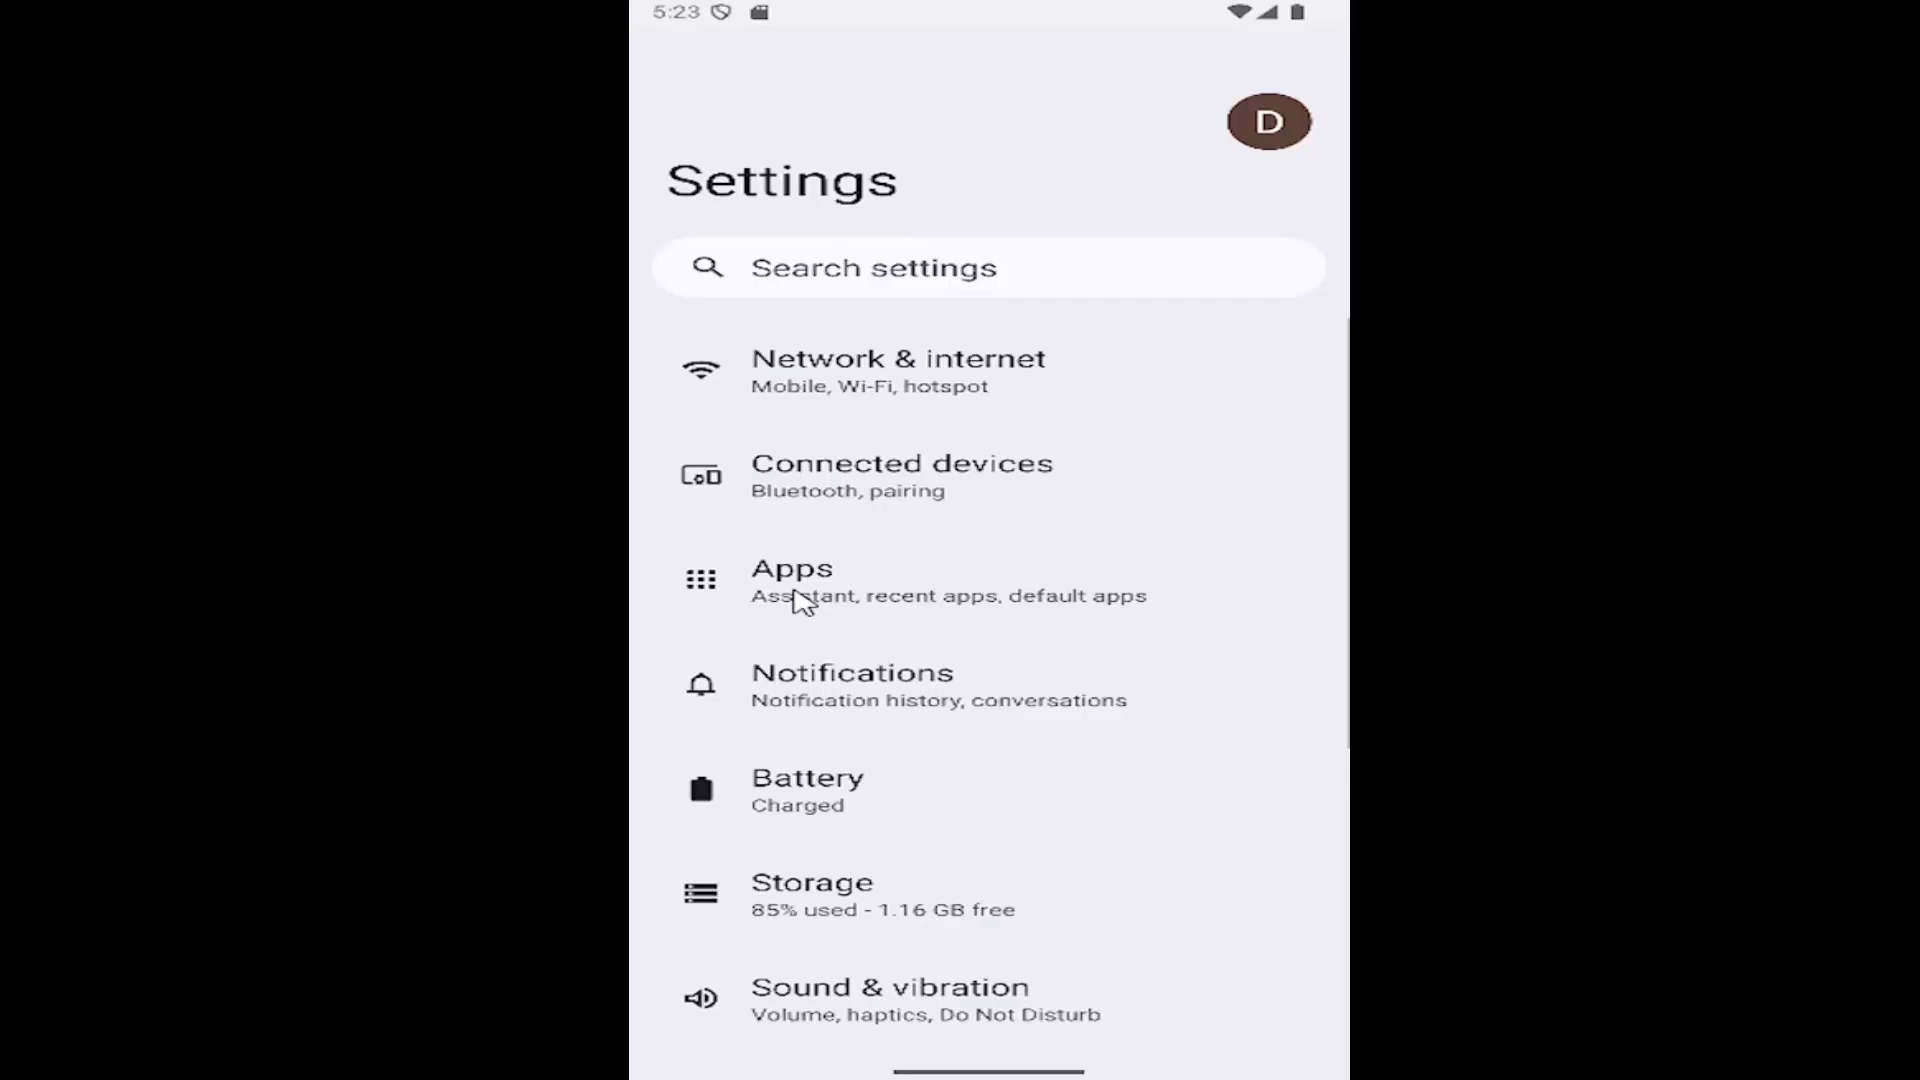 5:23
D
Settings
Search settings
Network & internet
Mobile, Wi-Fi, hotspot
Connected devices
Bluetooth, pairing
Apps
Assistant, recent apps, default apps
Notifications
Notification history, conversations
Battery
Charged
Storage
85% used - 1.16 GB free
Sound & vibration
Volume, haptics, Do Not Disturb